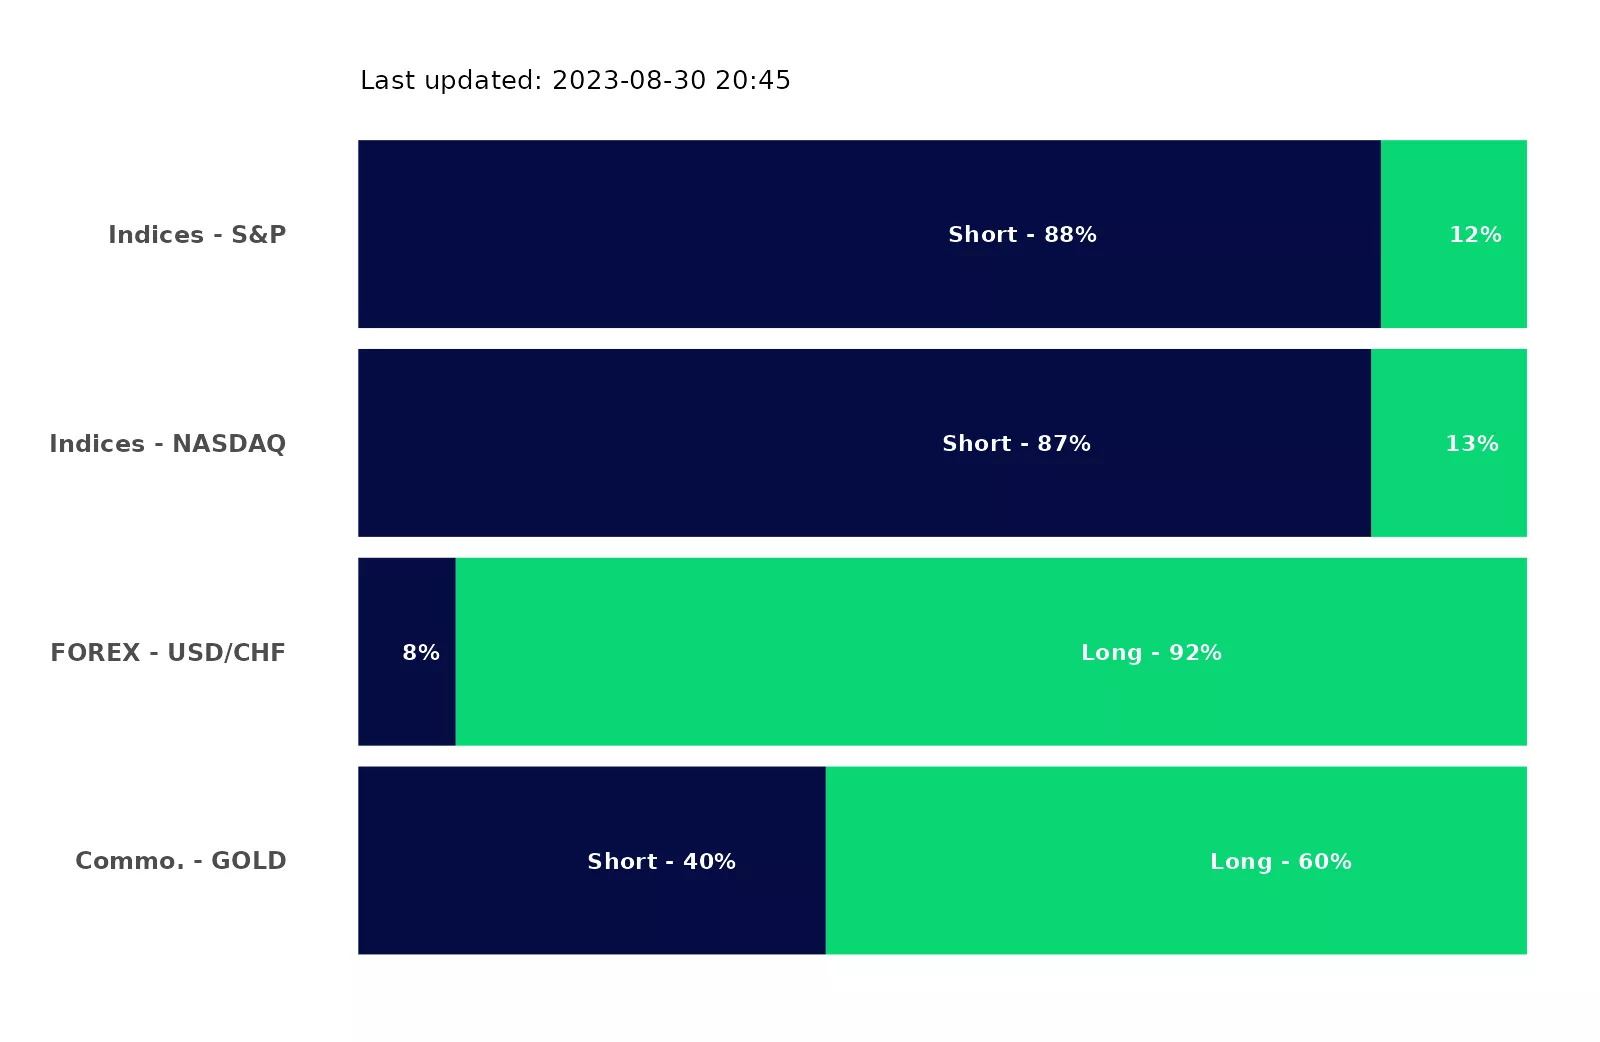 Last updated: 2023-08-30 20:45
Indices - S&P
Short - 88%
12%
Indices - NASDAQ
Short - 87%
13%
FOREX - USD/CHF
8%
Long - 92%
Commo. - GOLD
Short - 40%
Long - 60%